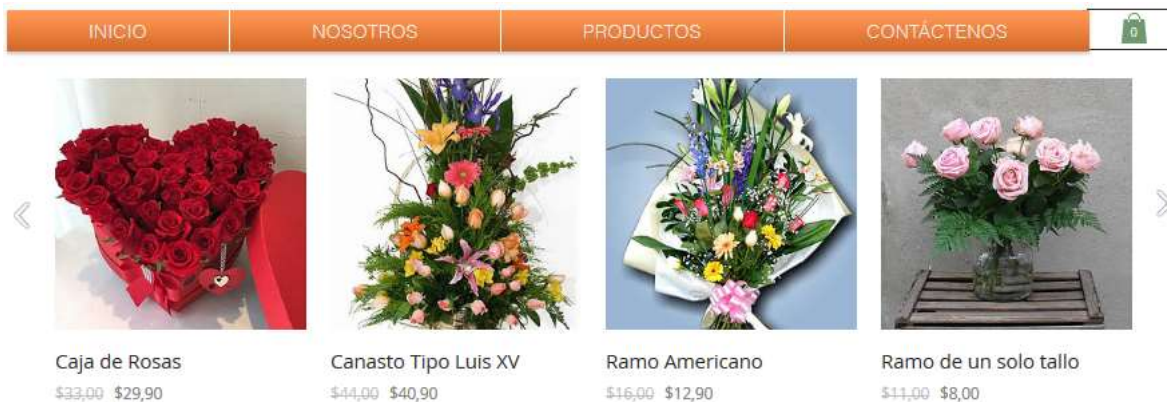 INICIO NOSOTROS PRODUCTOS CONTÁCTENOS 0
Caja de Rosas Canasto Tipo Luis XV Ramo Americano Ramo de un solo tallo
$33,00 $29,90 $44,00 $40,90 $16,00 $12,90 $11,00 $8,00